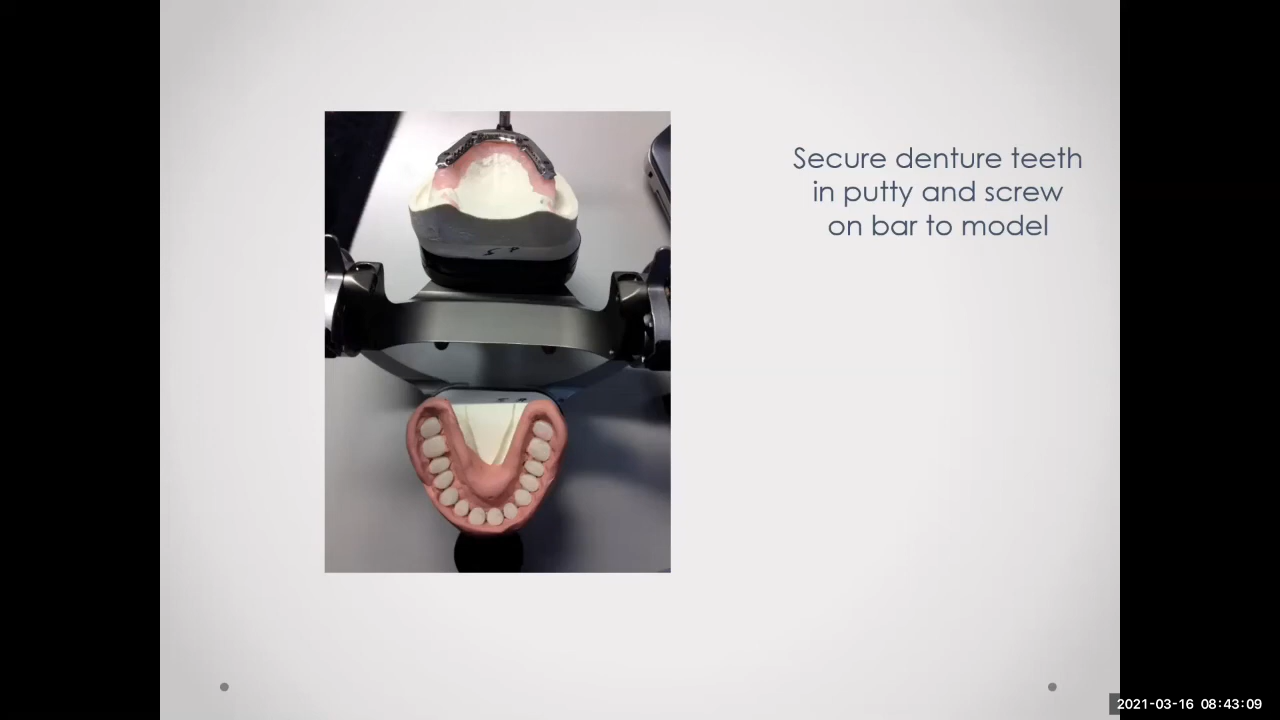 Secure denture teeth
in putty and screw
on bar to model
2021-03-16 08:43:09